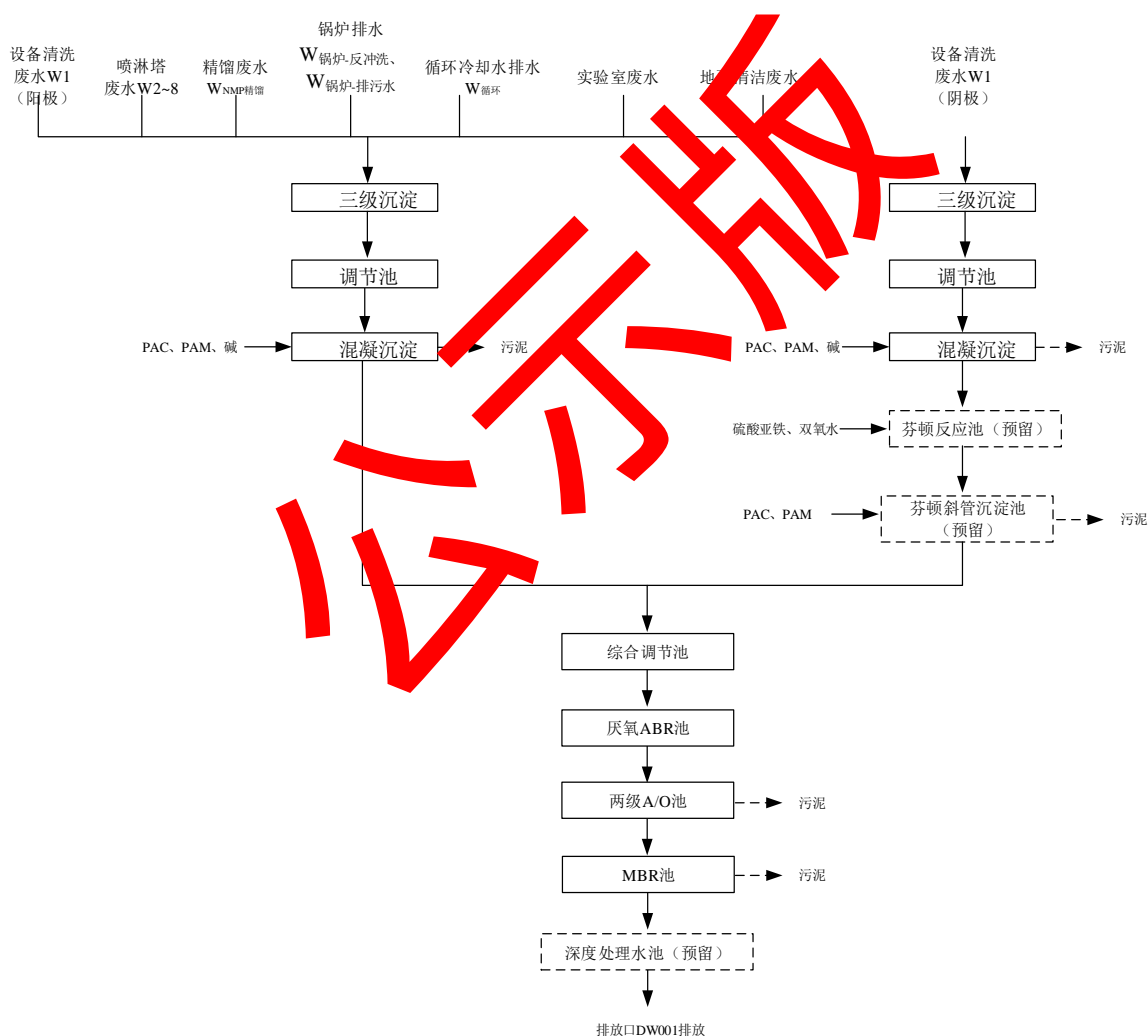 设备清洗
废水W1
（阳极）
喷淋塔
废水W2~8
精馏废水
WNMP精馏
锅炉排水
W锅炉-反冲洗、
W锅炉-排污水
循环冷却水排水
W循环
实验室废水
地面清洁废水
设备清洗
废水W1
（阴极）
三级沉淀
三级沉淀
调节池
调节池
PAC、PAM、碱
混凝沉淀
污泥
PAC、PAM、碱
混凝沉淀
污泥
硫酸亚铁、双氧水
芬顿反应池（预留）
PAC、PAM
芬顿斜管沉淀池
（预留）
污泥
综合调节池
厌氧ABR池
两级A/O池
污泥
MBR池
污泥
深度处理水池（预留）
排放口DW001排放
公示版